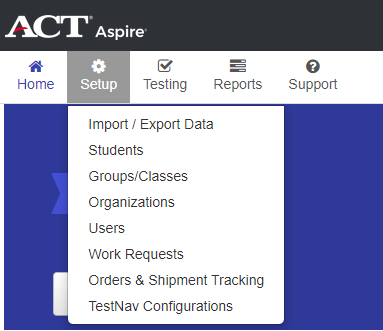 ACT® Aspire®
Home Setup Testing Reports Support
Import / Export Data
Students
Groups/Classes
Organizations
Users
Work Requests
Orders & Shipment Tracking
TestNav Configurations